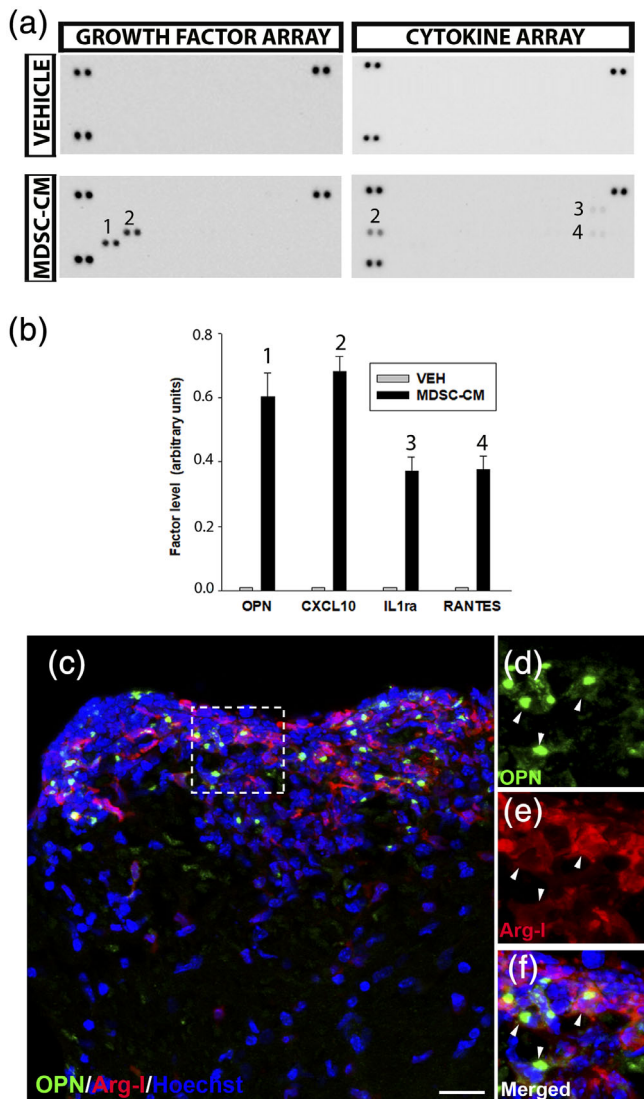 (a)
GROWTH FACTOR ARRAY
CYTOKINE ARRAY
VEHICLE
MDSC-CM
1
2
2
3
4
(b)
Factor level (arbitrary units)
0.8
0.6
0.4
0.2
0.0
1
2
3
4
VEH
MDSC-CM
OPN
CXCL10
IL1ra
RANTES
(c)
OPN/Arg-I/Hoechst
(d)
OPN
(e)
Arg-I
(f)
Merged